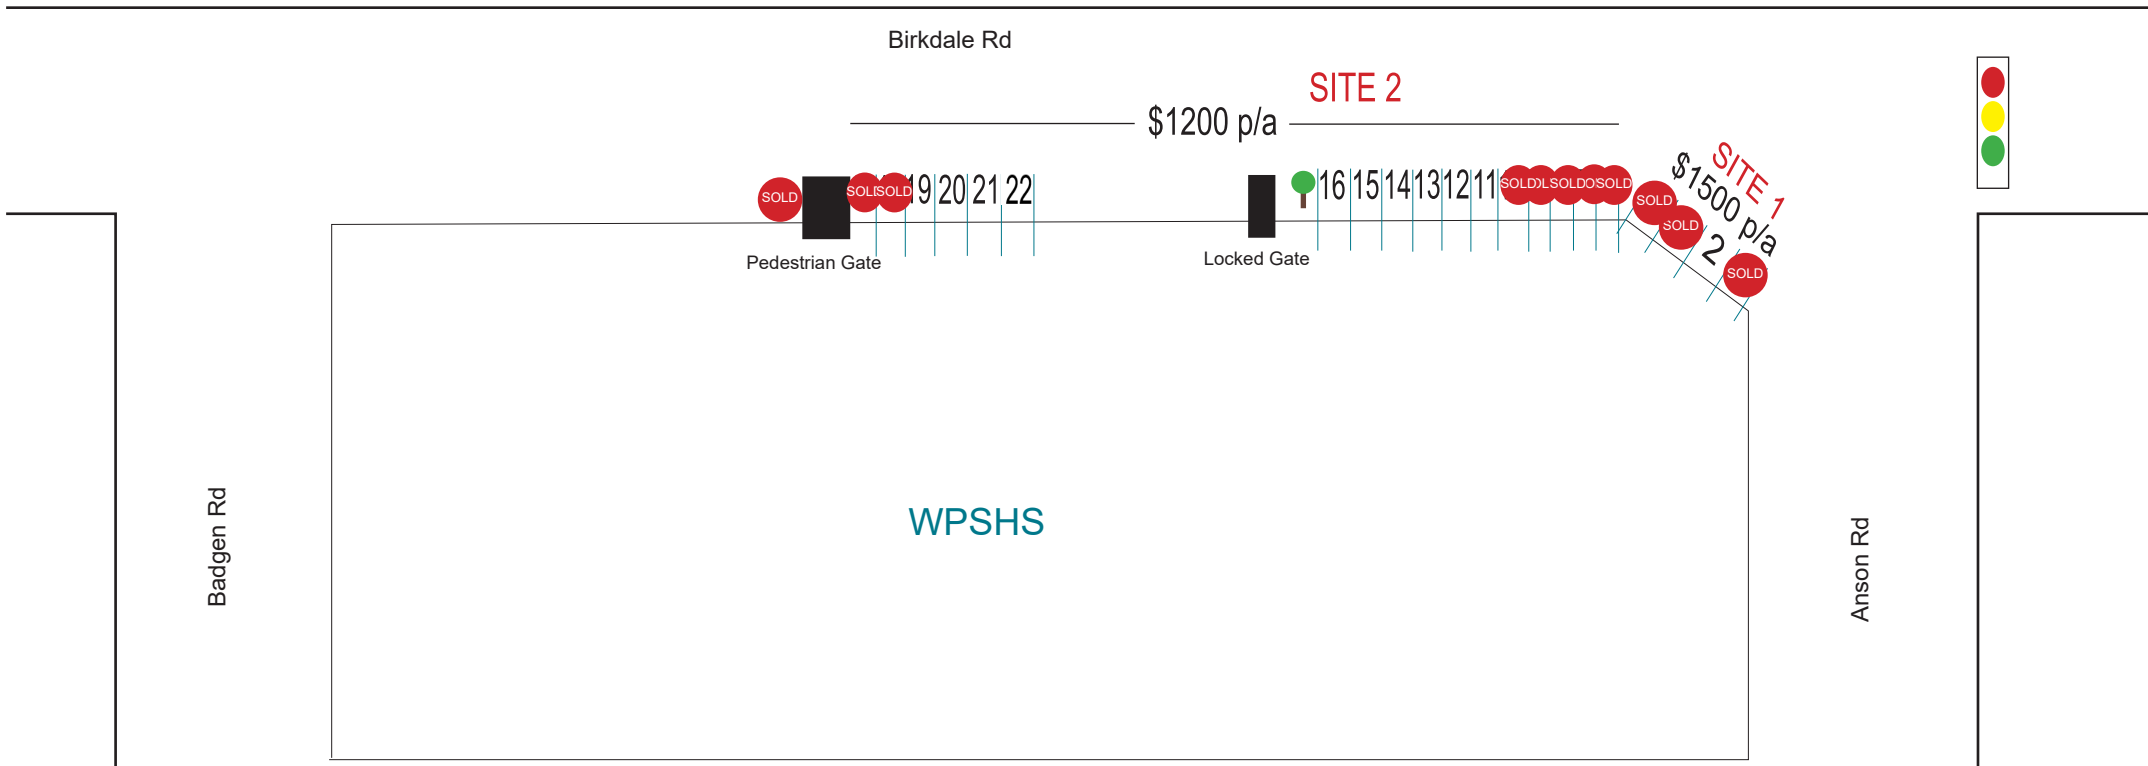 Birkdale Rd
SITE 2
$1200 p/a
SITE 1
$1500 p/a
SOLD
SOLD
19 20 21 22
16 15 14 13 12 11
SOLD
SOLD
SOLD
SOLD
SOLD
2
SOLD
Pedestrian Gate
Locked Gate
WPSHS
Badgen Rd
Anson Rd